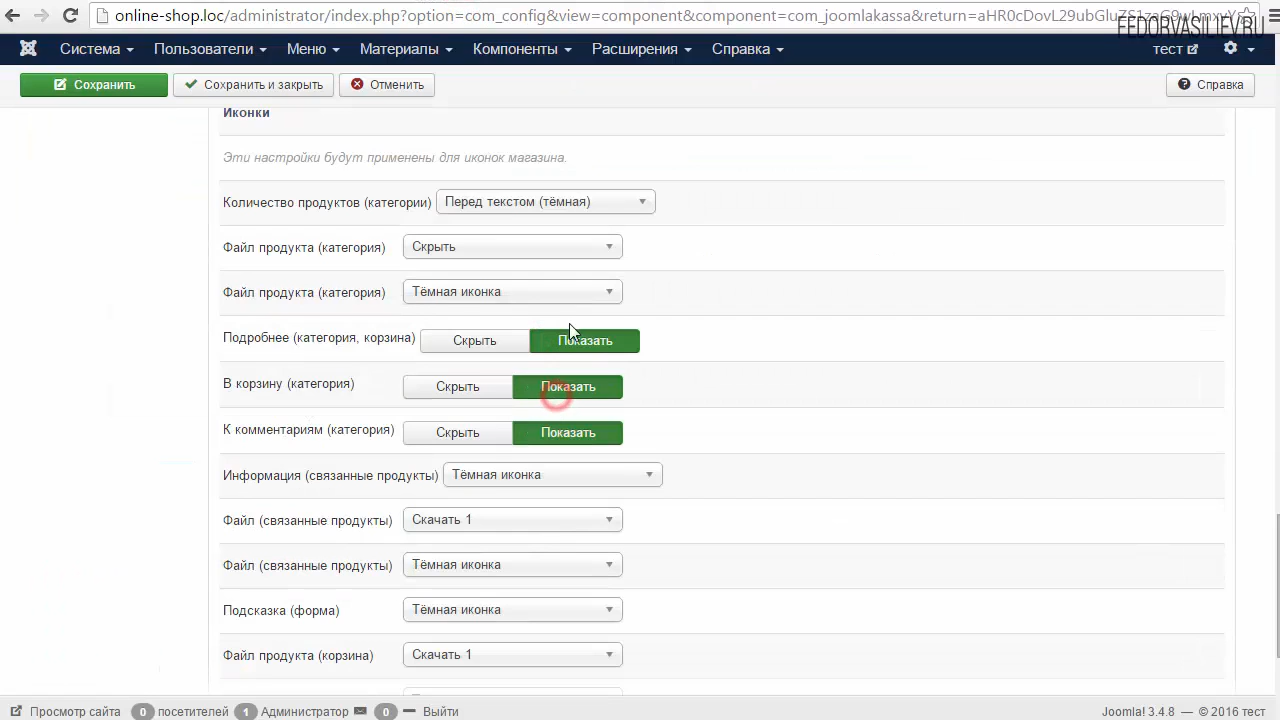 online-shop.loc/administrator/index.php?option=com_config&view=component&component=com_joomlakassa&return=
FEDORVASILIEV.RU
Система Пользователи Меню Материалы Компоненты Расширения Справка тест
Сохранить Сохранить и закрыть Отменить Справка
Иконки
Эти настройки будут применены для иконок магазина.
Количество продуктов (категории) Перед текстом (тёмная)
Файл продукта (категория) Скрыть
Файл продукта (категория) Тёмная иконка
Подробнее (категория, корзина) Скрыть Показать
В корзину (категория) Скрыть Показать
К комментариям (категория) Скрыть Показать
Информация (связанные продукты) Тёмная иконка
Файл (связанные продукты) Скачать 1
Файл (связанные продукты) Тёмная иконка
Подсказка (форма) Тёмная иконка
Файл продукта (корзина) Скачать 1
Просмотр сайта 0 посетителей 1 Администратор 0 Выйти Joomla! 3.4.8 — © 2016 тест